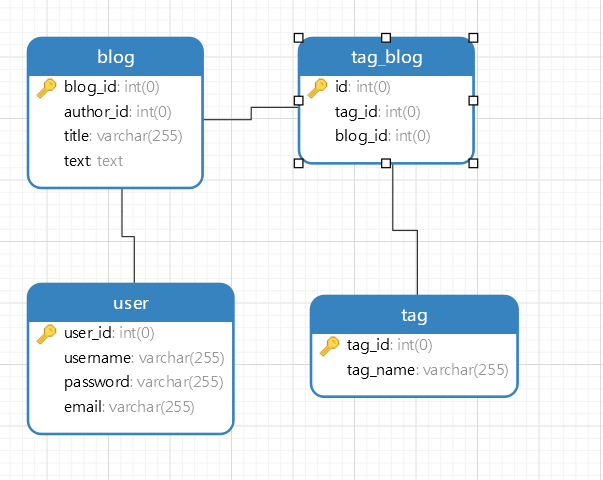 blog
blog_id: int(0)
author_id: int(0)
title: varchar(255)
text: text
tag_blog
id: int(0)
tag_id: int(0)
blog_id: int(0)
user
user_id: int(0)
username: varchar(255)
password: varchar(255)
email: varchar(255)
tag
tag_id: int(0)
tag_name: varchar(255)